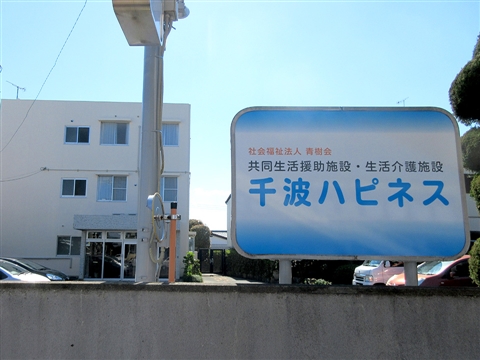 社会福祉法人 青樹会
共同生活援助施設・生活介護施設
千波ハピネス